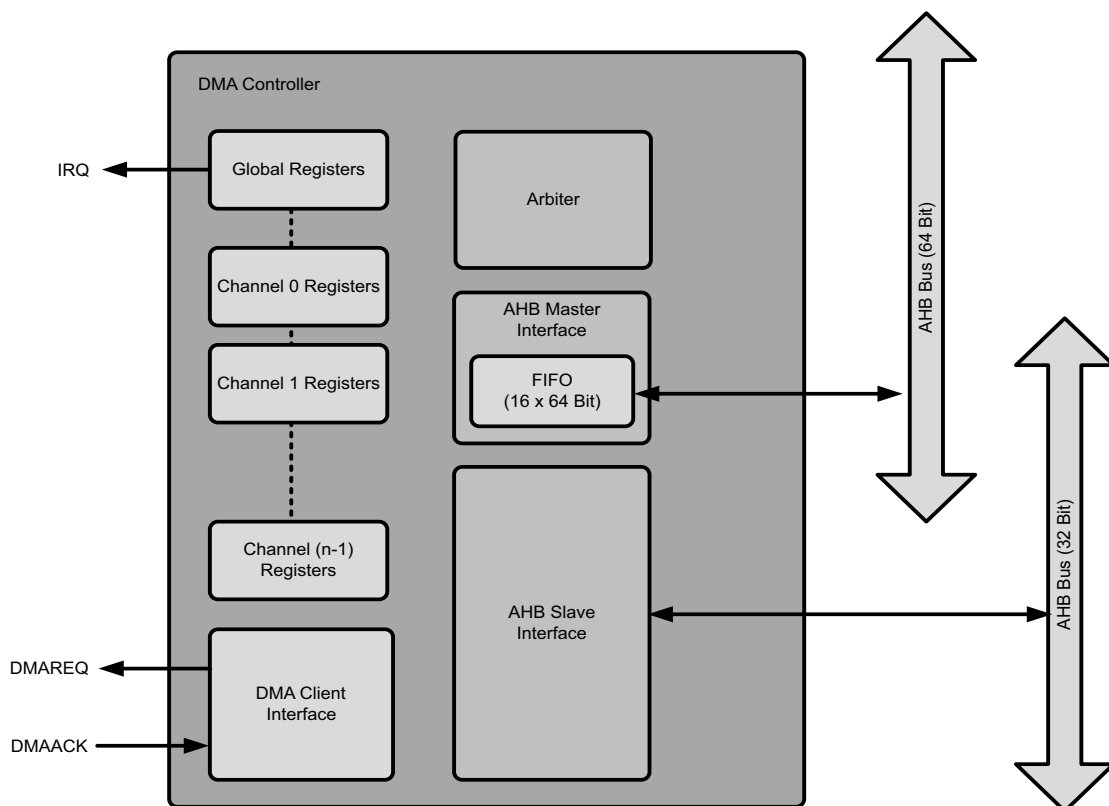 DMA Controller
IRQ
Global Registers
Arbiter
Channel 0 Registers
AHB Master
Interface
Channel 1 Registers
FIFO
(16 x 64 Bit)
Channel (n-1)
Registers
AHB Slave
Interface
DMAREQ
DMA Client
Interface
DMAACK
AHB Bus (64 Bit)
AHB Bus (32 Bit)